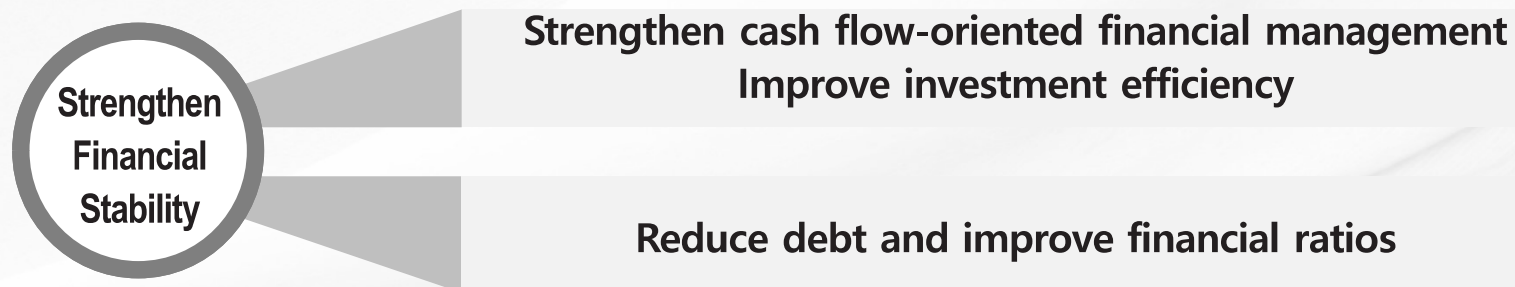 Strengthen
Financial
Stability
Strengthen cash flow-oriented financial management
Improve investment efficiency
Reduce debt and improve financial ratios